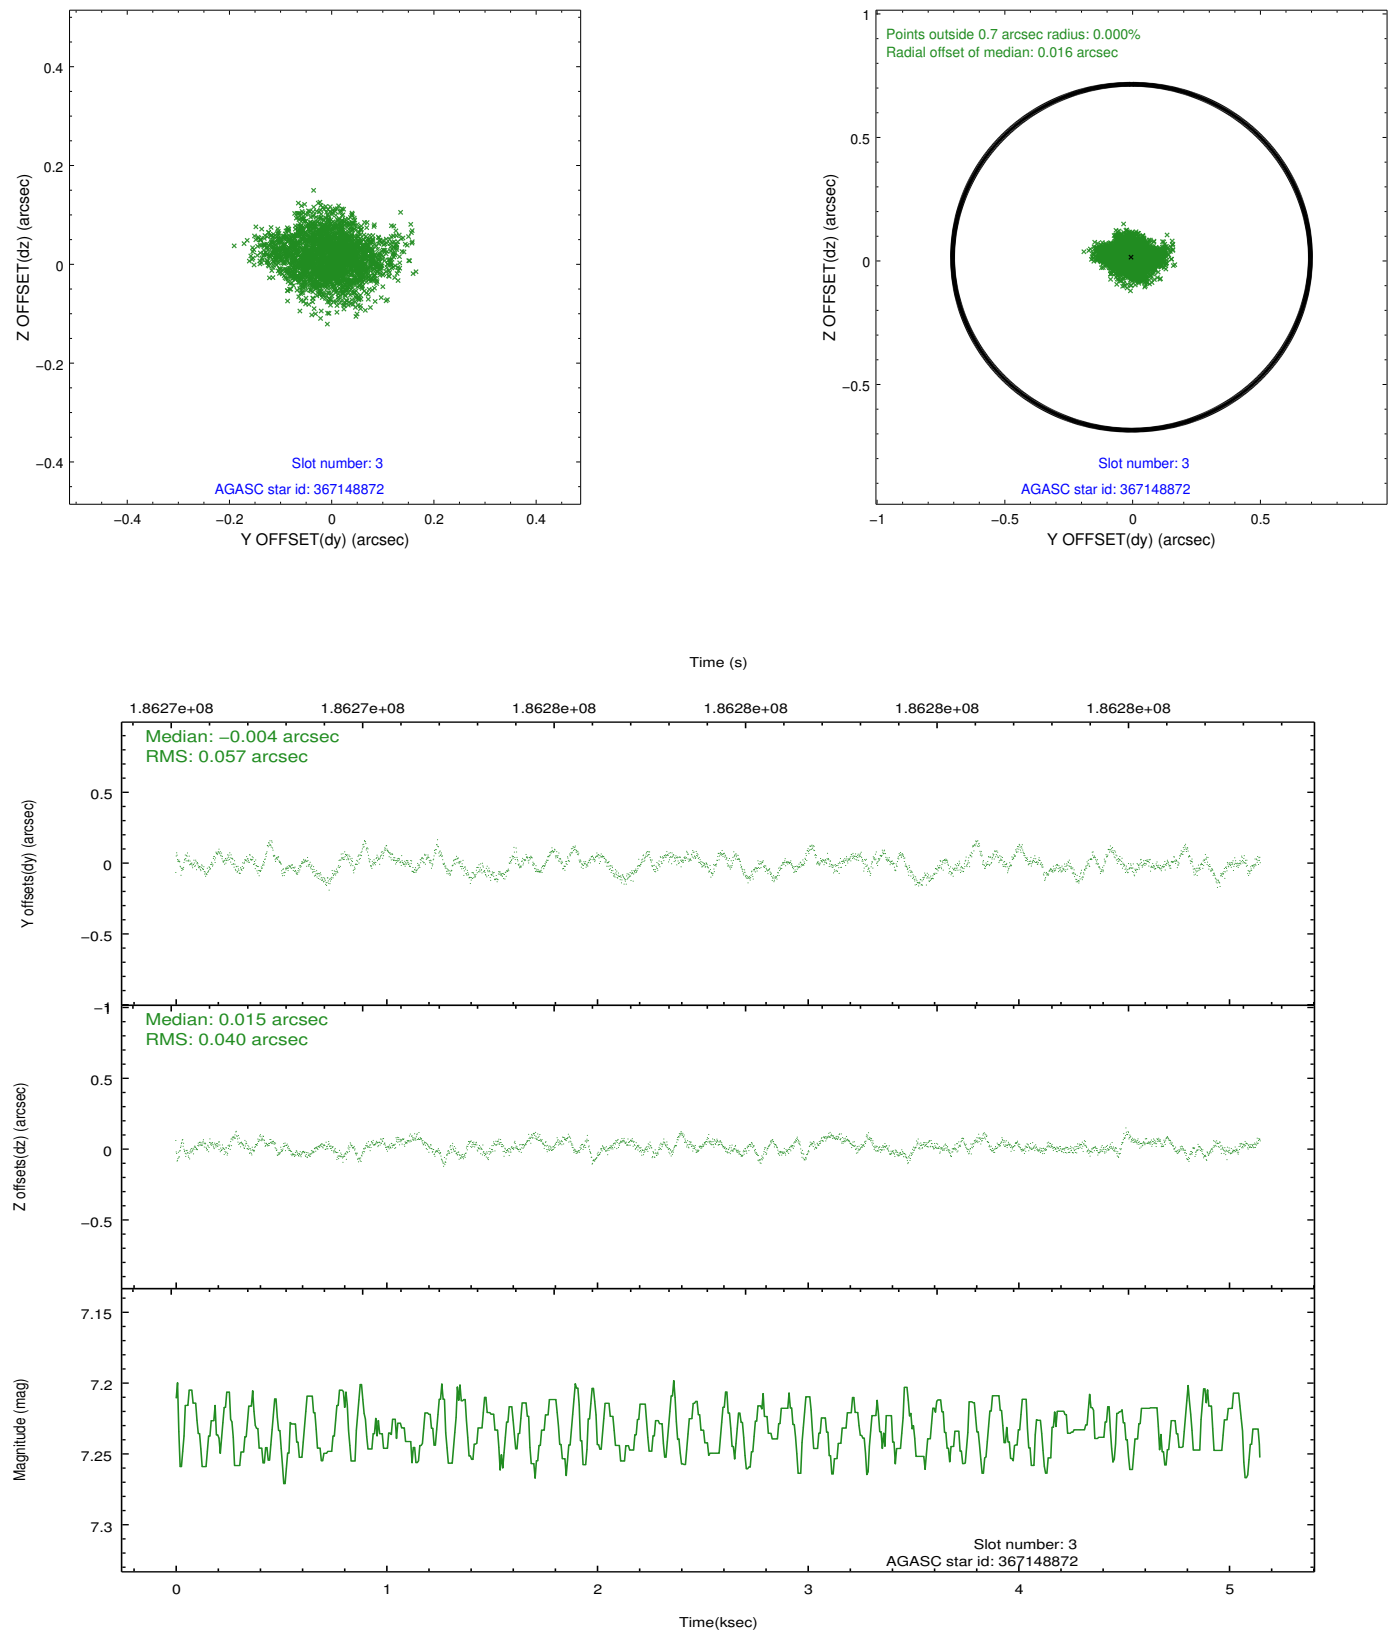 0.4
0.2
0
−0.2
−0.4
Z OFFSET(dz) (arcsec)
Slot number: 3
AGASC star id: 367148872
−0.4 −0.2 0 0.2 0.4
Y OFFSET(dy) (arcsec)
Points outside 0.7 arcsec radius: 0.000%
Radial offset of median: 0.016 arcsec
1
0.5
0
−0.5
Z OFFSET(dz) (arcsec)
Slot number: 3
AGASC star id: 367148872
−1 −0.5 0 0.5
Y OFFSET(dy) (arcsec)
Time (s)
1.8627e+08 1.8627e+08 1.8628e+08 1.8628e+08 1.8628e+08 1.8628e+08
Median: −0.004 arcsec
RMS: 0.057 arcsec
0.5
0
−0.5
−1
Y offsets(dy) (arcsec)
Median: 0.015 arcsec
RMS: 0.040 arcsec
0.5
0
−0.5
Z offsets(dz) (arcsec)
7.15
7.2
7.25
7.3
Magnitude (mag)
Slot number: 3
AGASC star id: 367148872
0 1 2 3 4 5
Time(ksec)